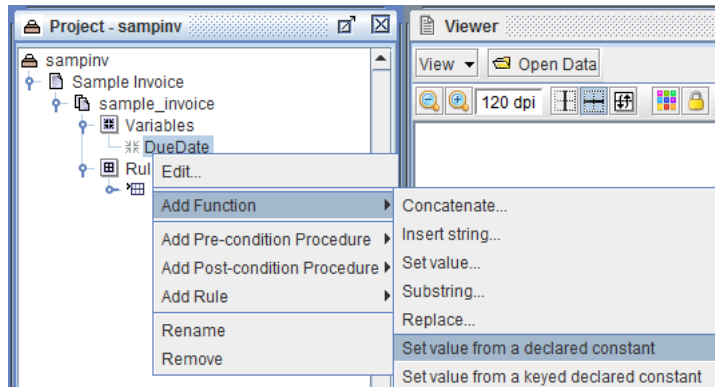 Project - sampinv
sampinv
Sample Invoice
sample_invoice
Variables
DueDate
Rul
Edit...
Add Function
Add Pre-condition Procedure
Add Post-condition Procedure
Add Rule
Rename
Remove
Viewer
View
Open Data
120 dpi
Concatenate...
Insert string...
Set value...
Substring...
Replace...
Set value from a declared constant
Set value from a keyed declared constant